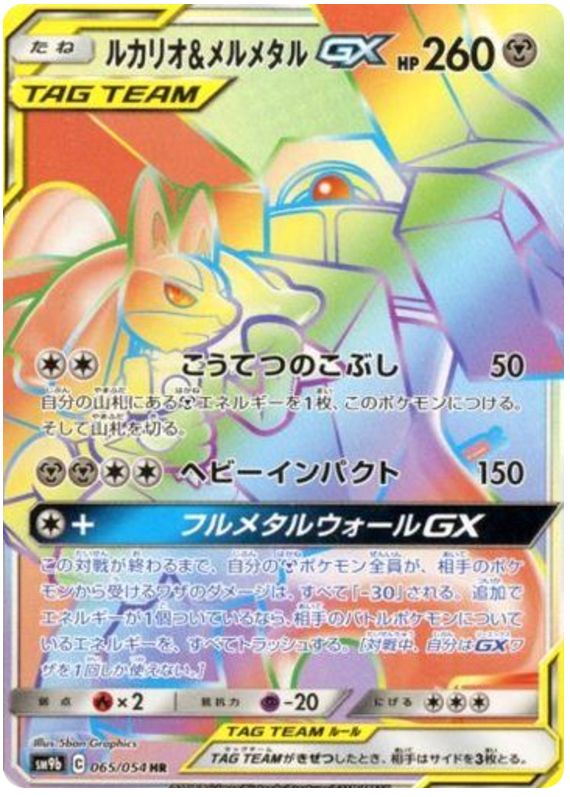 たね ルカリオ&メルメタルGX HP260
TAG TEAM
こうてつのこぶし 50
自分の山札にあるエネルギーを1枚、このポケモンにつける。
そして山札を切る。
ヘビーインパクト 150
+ フルメタルウォールGX
この対戦が終わるまで、自分のポケモン全員が、相手のポケ
モンから受けるワザのダメージは、すべて「-30」される。追加で
エネルギーが1個ついているなら、相手のバトルポケモンについて
いるエネルギーを、すべてトラッシュする。[対戦中、自分はGXワ
ザを1回しか使えない。]
弱点 ×2 抵抗力 -20 にげる
Illus. 5ban Graphics
TAG TEAM ルール
SM9b C 065/054 HR
TAG TEAMがきぜつしたとき、相手はサイドを3枚とる。